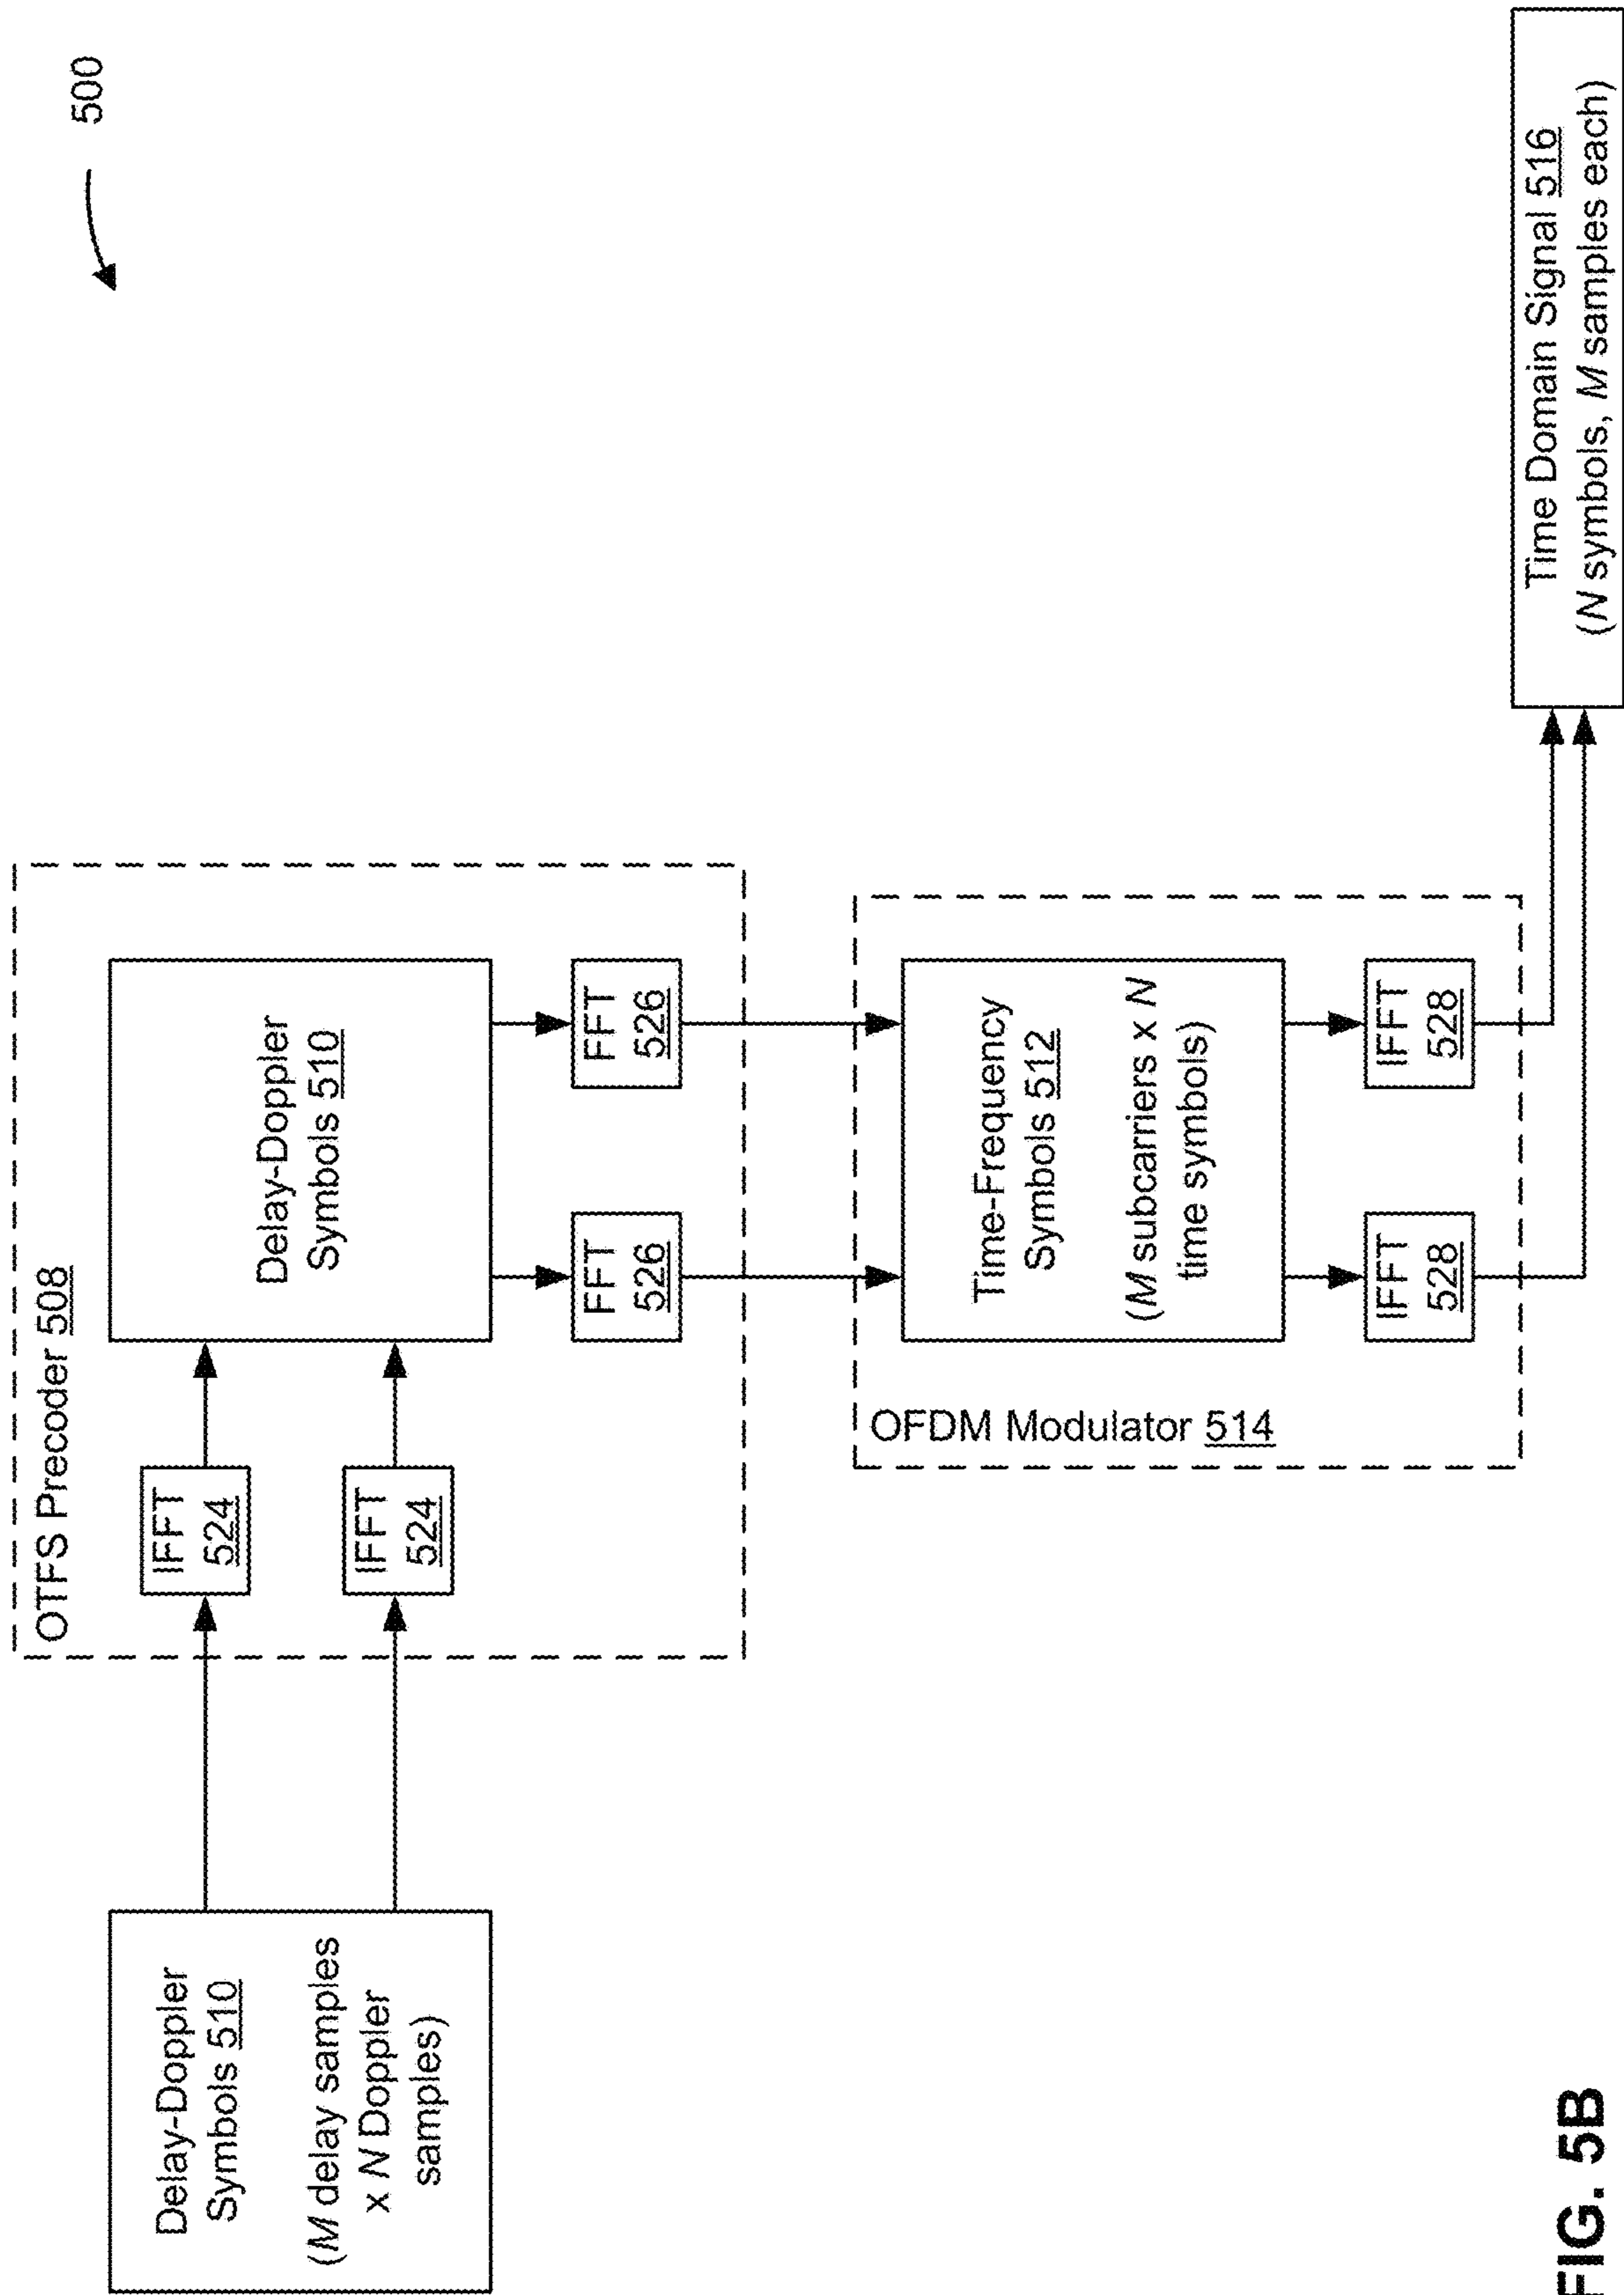 500
OTFS Precoder 508
Delay-Doppler
Symbols 510
(M delay samples
x N Doppler
samples)
IFFT
524
IFFT
524
Delay-Doppler
Symbols 510
FFT
526
FFT
526
OFDM Modulator 514
Time-Frequency
Symbols 512
(M subcarriers x N
time symbols)
IFFT
528
IFFT
528
Time Domain Signal 516
(N symbols, M samples each)
FIG. 5B